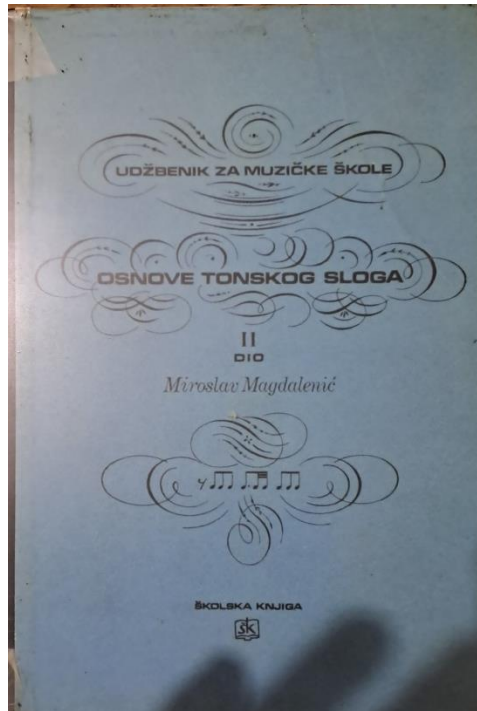 UDŽBENIK ZA MUZIČKE ŠKOLE
OSNOVE TONSKOG SLOGA
II
DIO
Miroslav Magdalenić
ŠKOLSKA KNJIGA
ŠK